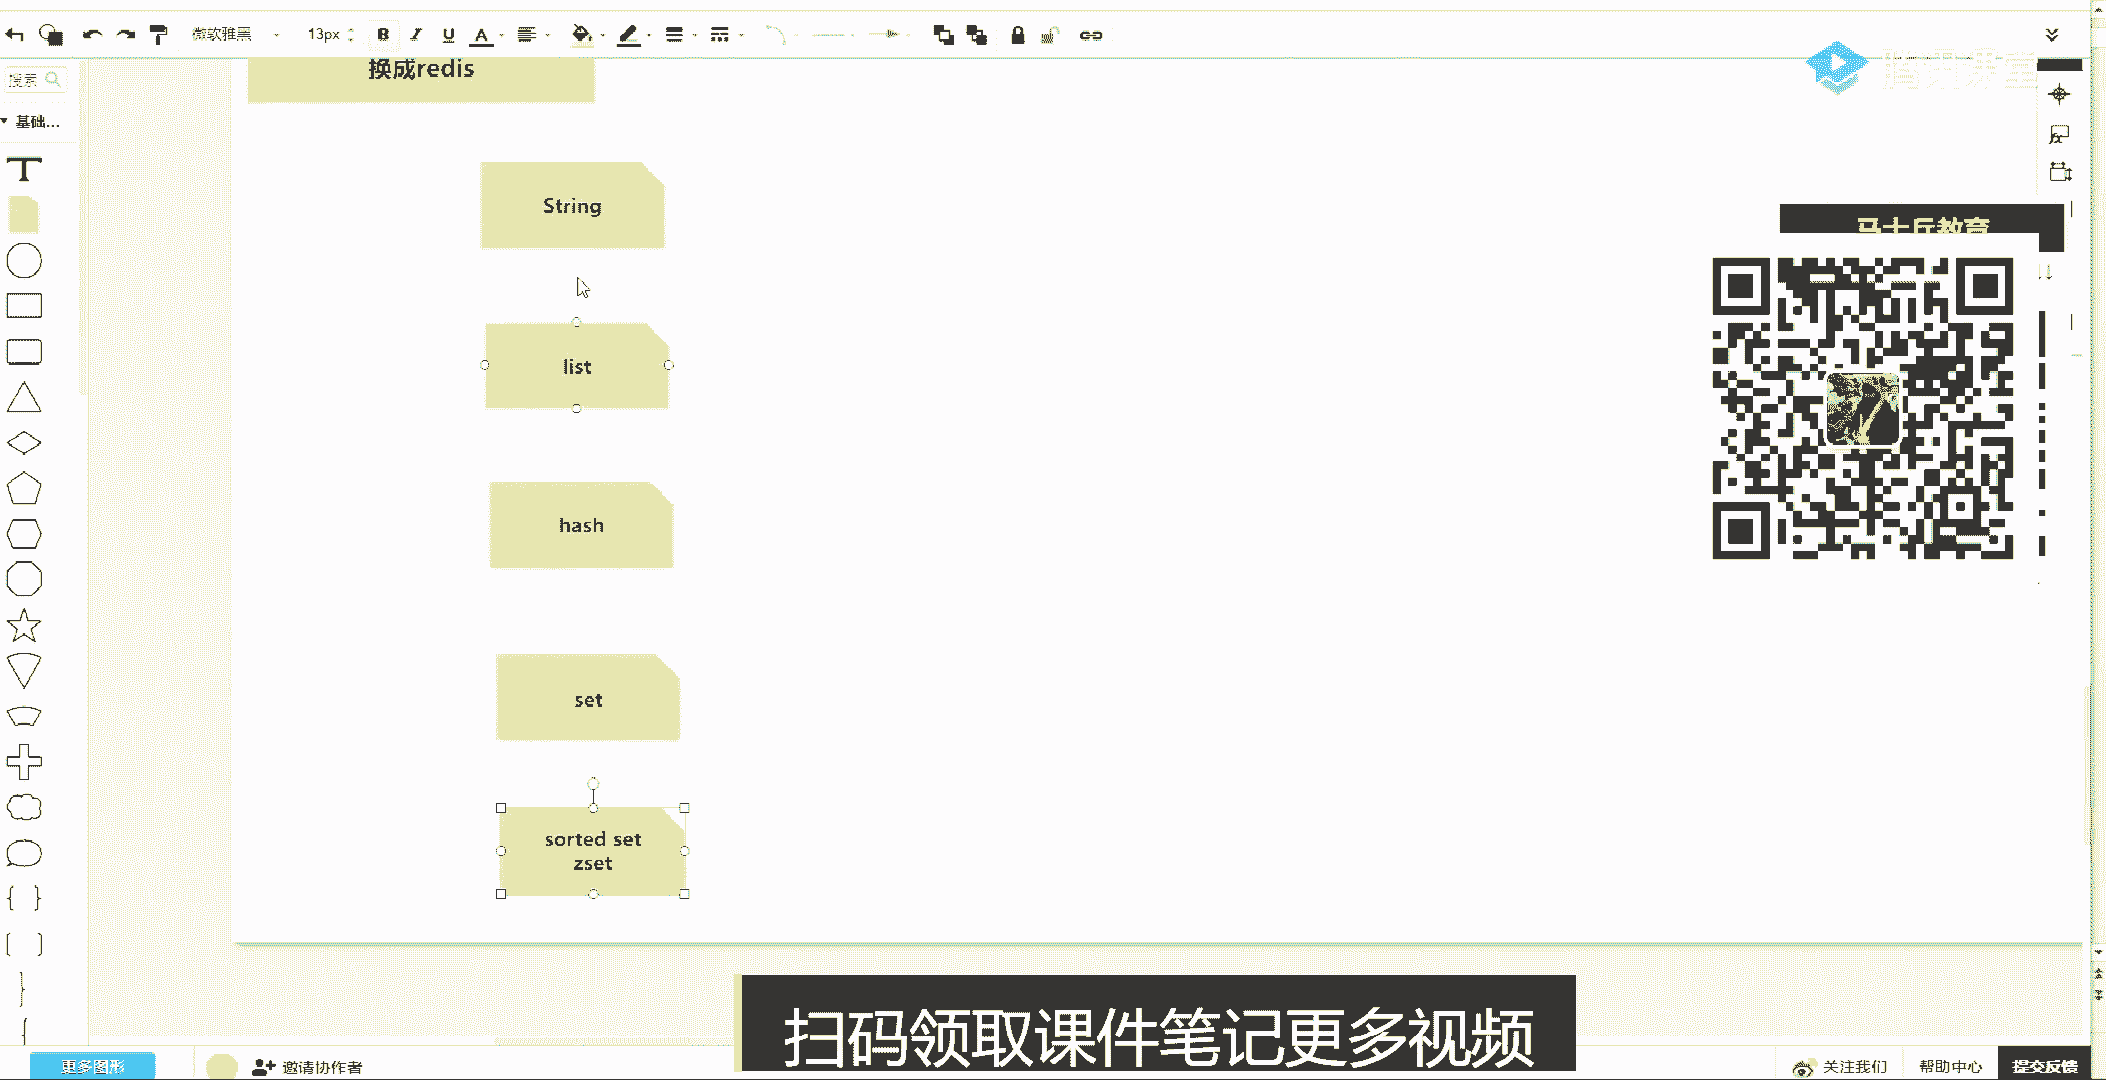 微软雅黑 13px B I U A
换成redis
腾讯课堂
搜索
基础...
T
String
马士兵教育
list
hash
set
sorted set
zset
扫码领取课件笔记更多视频
更多图形
邀请协作者
关注我们
帮助中心
提交反馈